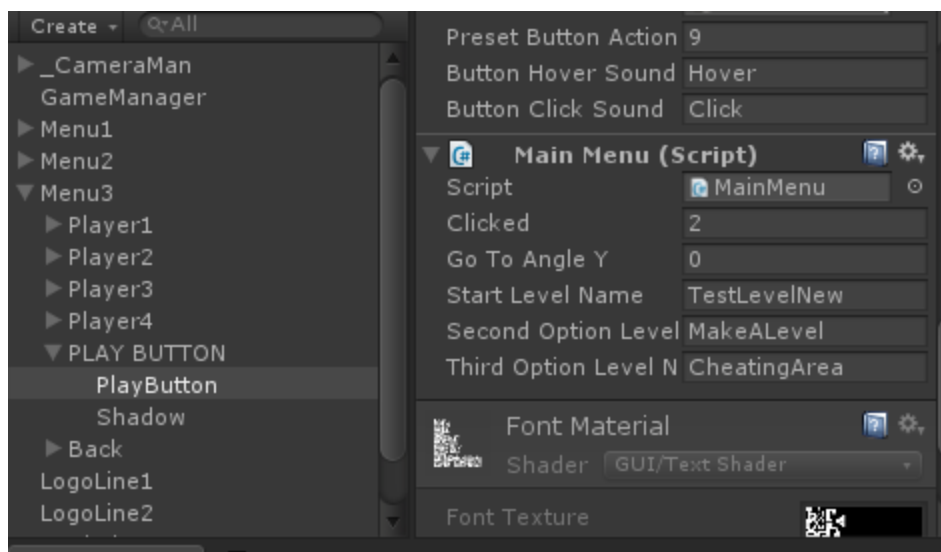 Create
All
_CameraMan
GameManager
Menu1
Menu2
Menu3
Player1
Player2
Player3
Player4
PLAY BUTTON
PlayButton
Shadow
Back
LogoLine1
LogoLine2
Preset Button Action 9
Button Hover Sound Hover
Button Click Sound Click
Main Menu (Script)
Script MainMenu
Clicked 2
Go To Angle Y 0
Start Level Name TestLevelNew
Second Option Level MakeALevel
Third Option Level N CheatingArea
Font Material
Shader GUI/Text Shader
Font Texture